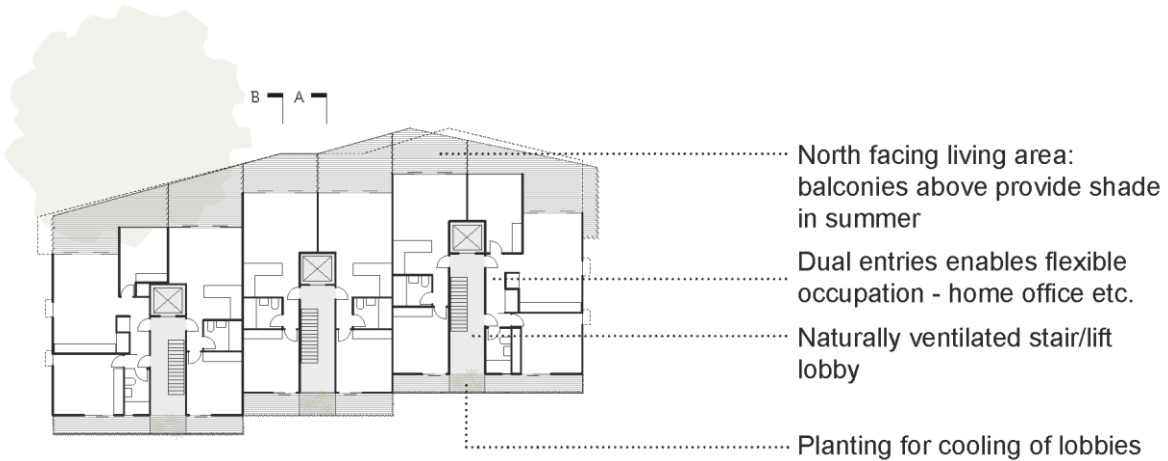 B A
North facing living area:
balconies above provide shade
in summer
Dual entries enables flexible
occupation - home office etc.
Naturally ventilated stair/lift
lobby
Planting for cooling of lobbies